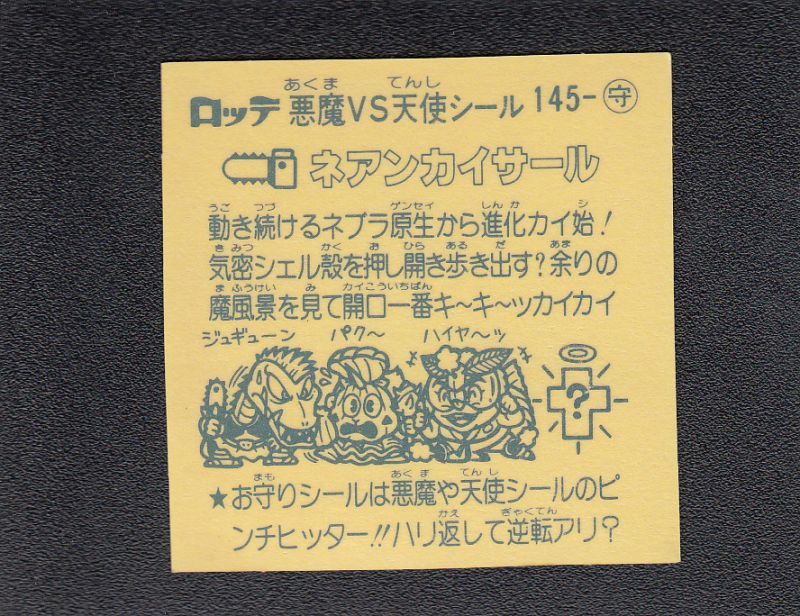 ロッテ 悪魔VS天使シール 145-守
あくま てんし
ネアンカイサール
動き続けるネブラ原生から進化カイ始!
うご つづ ゲンセイ しんか シ
気密シェル殻を押し開き歩き出す?余りの
きみつ かく お ひら ある だ あま
魔風景を見て開口一番キ〜キ〜ッカイカイ
まふうけい み カイこういちばん
ジュギューン パク〜 ハイヤ〜ッ
?
★お守りシールは悪魔や天使シールのピ
まも あくま てんし
ンチヒッター!!ハリ返して逆転アリ?
かえ ぎゃくてん